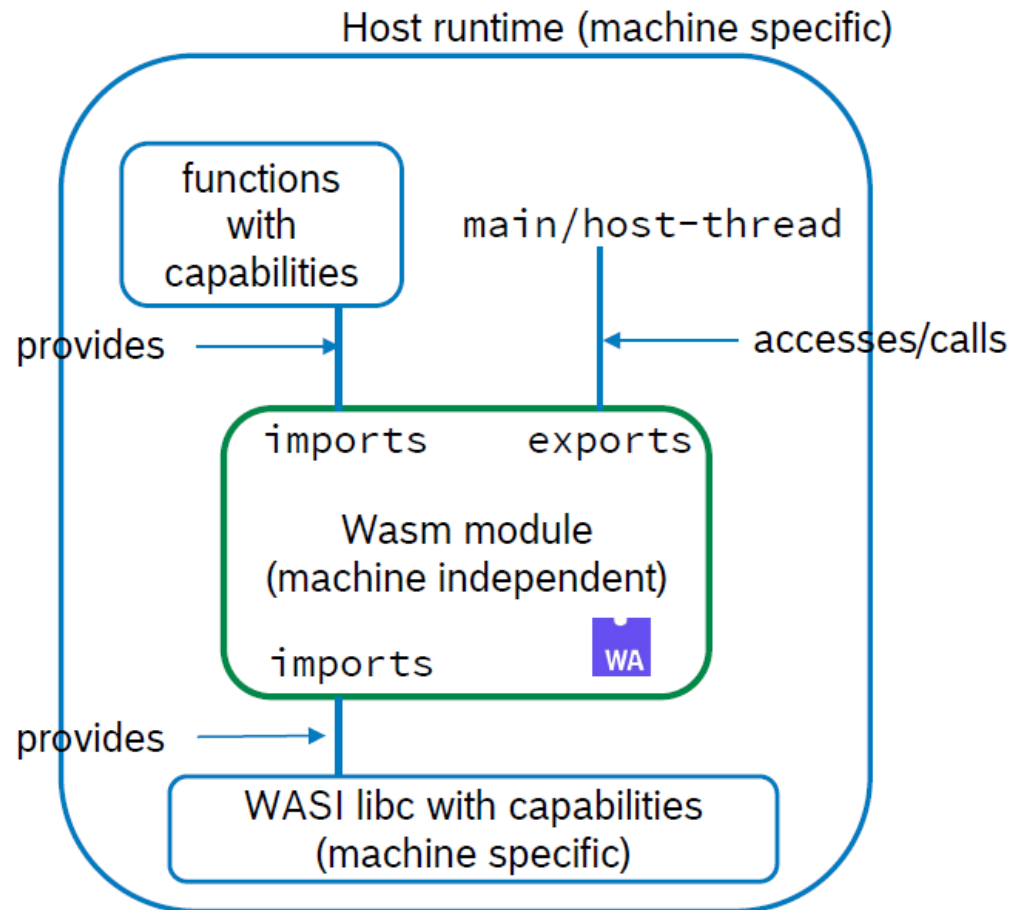 Host runtime (machine specific)
functions
with
capabilities
main/host-thread
provides
accesses/calls
imports
exports
Wasm module
(machine independent)
imports
WA
provides
WASI libc with capabilities
(machine specific)